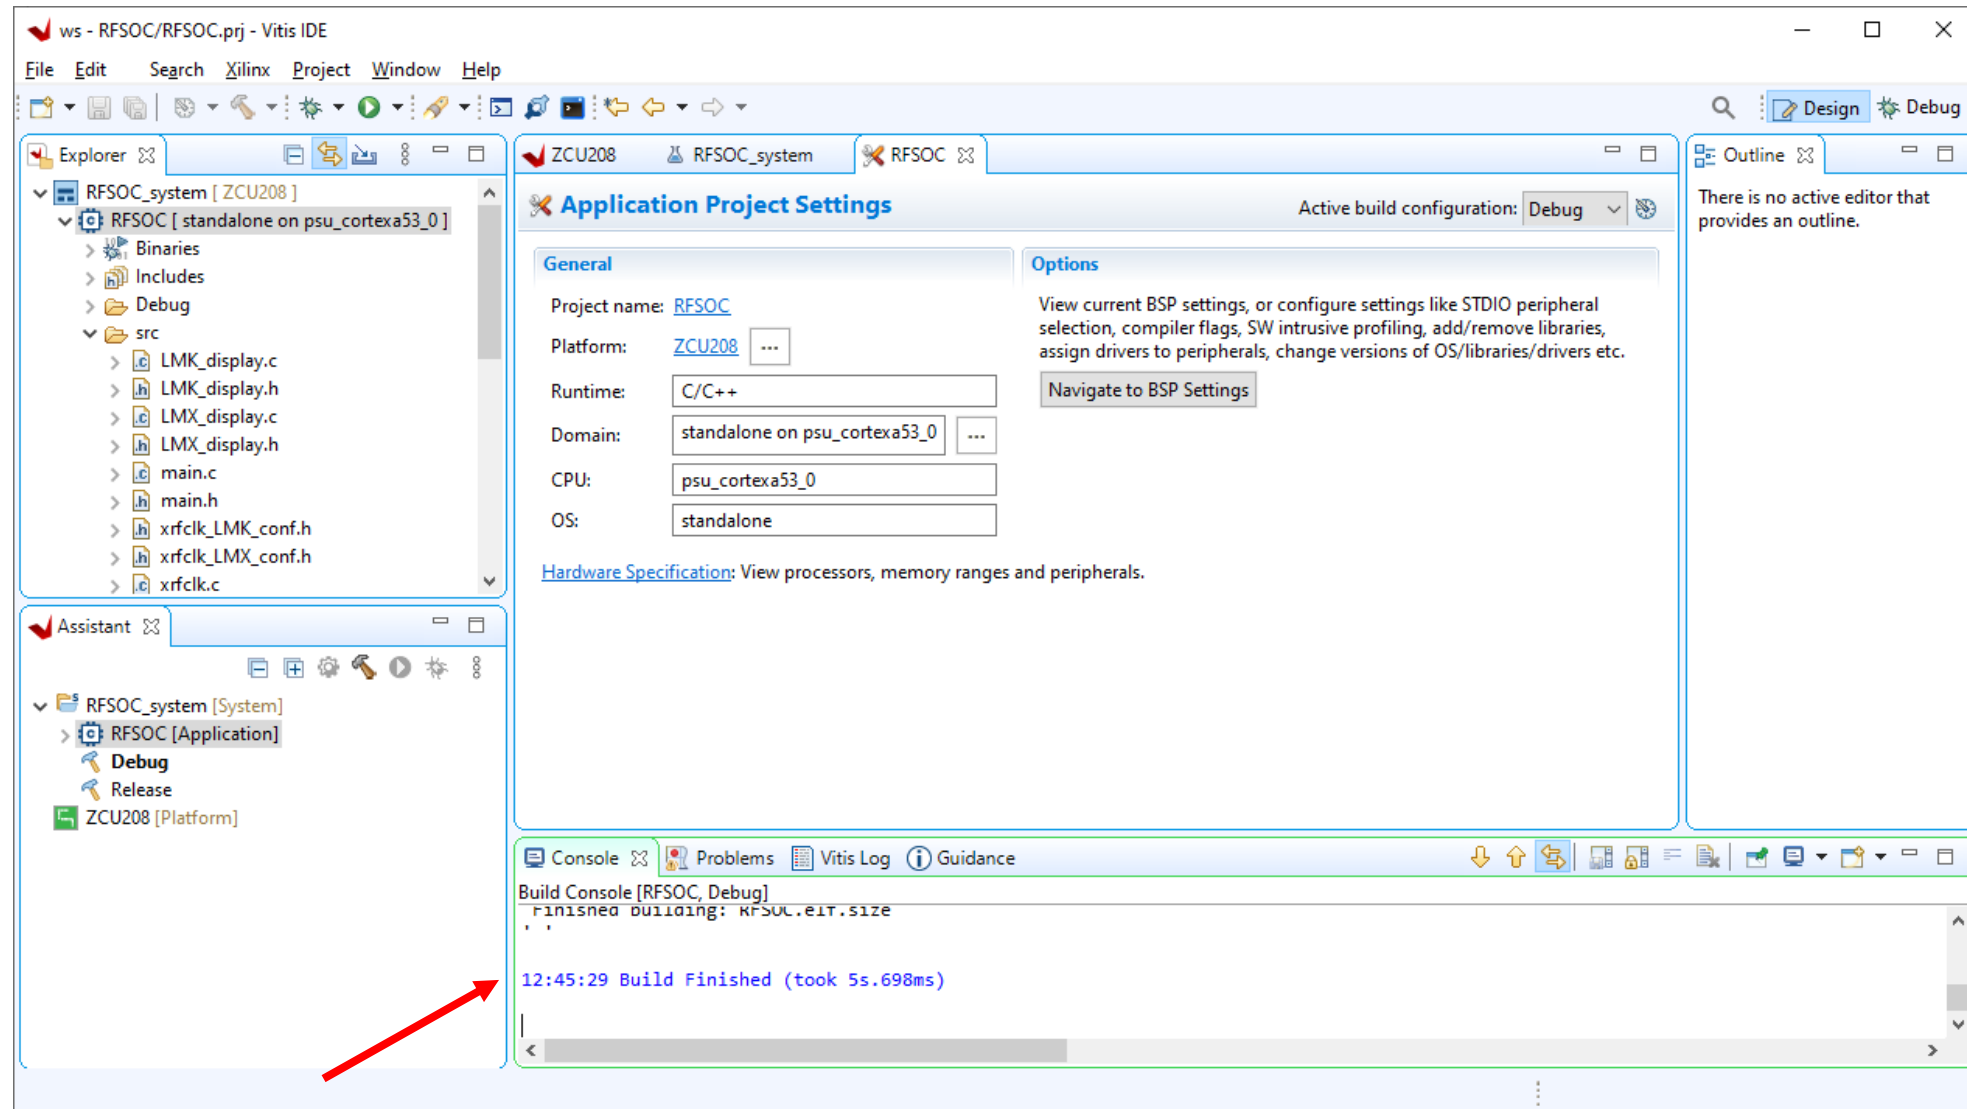 ws - RFSOC/RFSOC.prj - Vitis IDE
File Edit Search Xilinx Project Window Help
Design Debug
Explorer
RFSOC_system [ ZCU208 ]
RFSOC [ standalone on psu_cortexa53_0 ]
Binaries
Includes
Debug
src
LMK_display.c
LMK_display.h
LMX_display.c
LMX_display.h
main.c
main.h
xrfclk_LMK_conf.h
xrfclk_LMX_conf.h
xrfclk.c
Assistant
RFSOC_system [System]
RFSOC [Application]
Debug
Release
ZCU208 [Platform]
ZCU208 RFSOC_system RFSOC
Application Project Settings
Active build configuration: Debug
General
Project name: RFSOC
Platform: ZCU208 ...
Runtime: C/C++
Domain: standalone on psu_cortexa53_0 ...
CPU: psu_cortexa53_0
OS: standalone
Hardware Specification: View processors, memory ranges and peripherals.
Options
View current BSP settings, or configure settings like STDIO peripheral
selection, compiler flags, SW intrusive profiling, add/remove libraries,
assign drivers to peripherals, change versions of OS/libraries/drivers etc.
Navigate to BSP Settings
Outline
There is no active editor that
provides an outline.
Console Problems Vitis Log Guidance
Build Console [RFSOC, Debug]
'Finished building: RFSOC.elf.size
' '
12:45:29 Build Finished (took 5s.698ms)